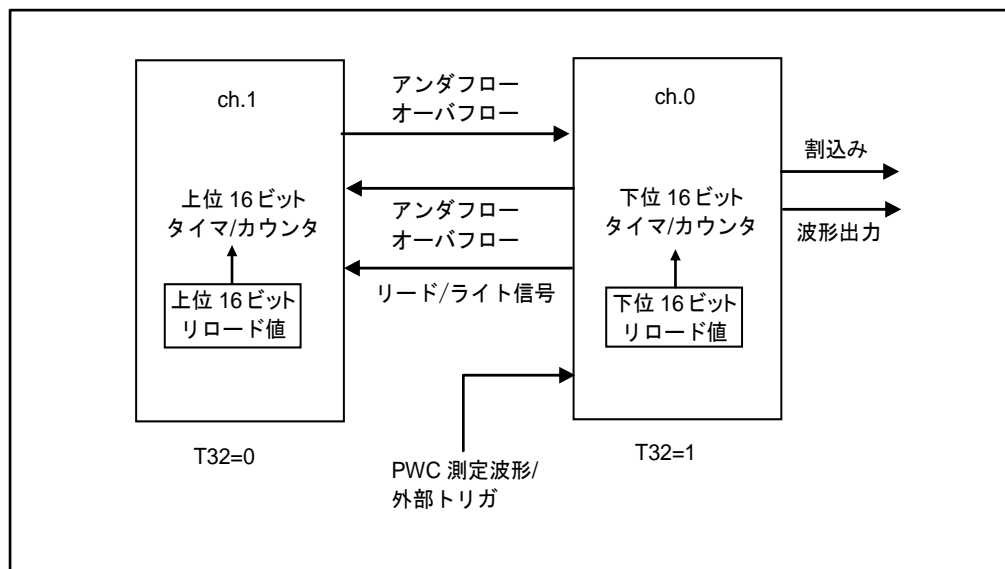 ch.1
上位 16 ビット
タイマ/カウンタ
上位 16 ビット
リロード値
T32=0
アンダフロー
オーバフロー
アンダフロー
オーバフロー
リード/ライト信号
PWC 測定波形/
外部トリガ
ch.0
下位 16 ビット
タイマ/カウンタ
下位 16 ビット
リロード値
T32=1
割込み
波形出力